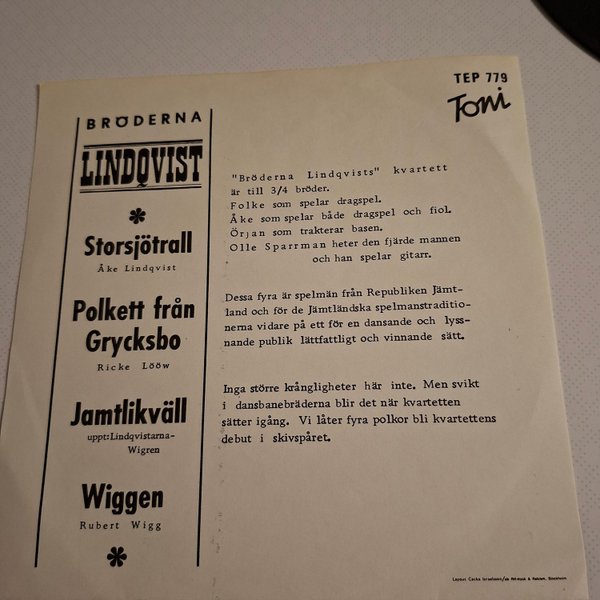 TEP 779
Toni
BRÖDERNA
LINDQVIST
Storsjötrall
Åke Lindqvist
Polkett från
Grycksbo
Ricke Lööw
Jamtlikväll
uppt:Lindqvistarna-
Wigren
Wiggen
Rubert Wigg
"Bröderna Lindqvists" kvartett
är till 3/4 bröder.
Folke som spelar dragspel.
Åke som spelar både dragspel och fiol.
Örjan som trakterar basen.
Olle Sparrman heter den fjärde mannen
och han spelar gitarr.
Dessa fyra är spelmän från Republiken Jämt-
land och för de Jämtländska spelmanstraditio-
nerna vidare på ett för en dansande och lyss-
nande publik lättfattligt och vinnande sätt.
Inga större krångligheter här inte. Men svikt
i dansbanebräderna blir det när kvartetten
sätter igång. Vi låter fyra polkor bli kvartettens
debut i skivspåret.